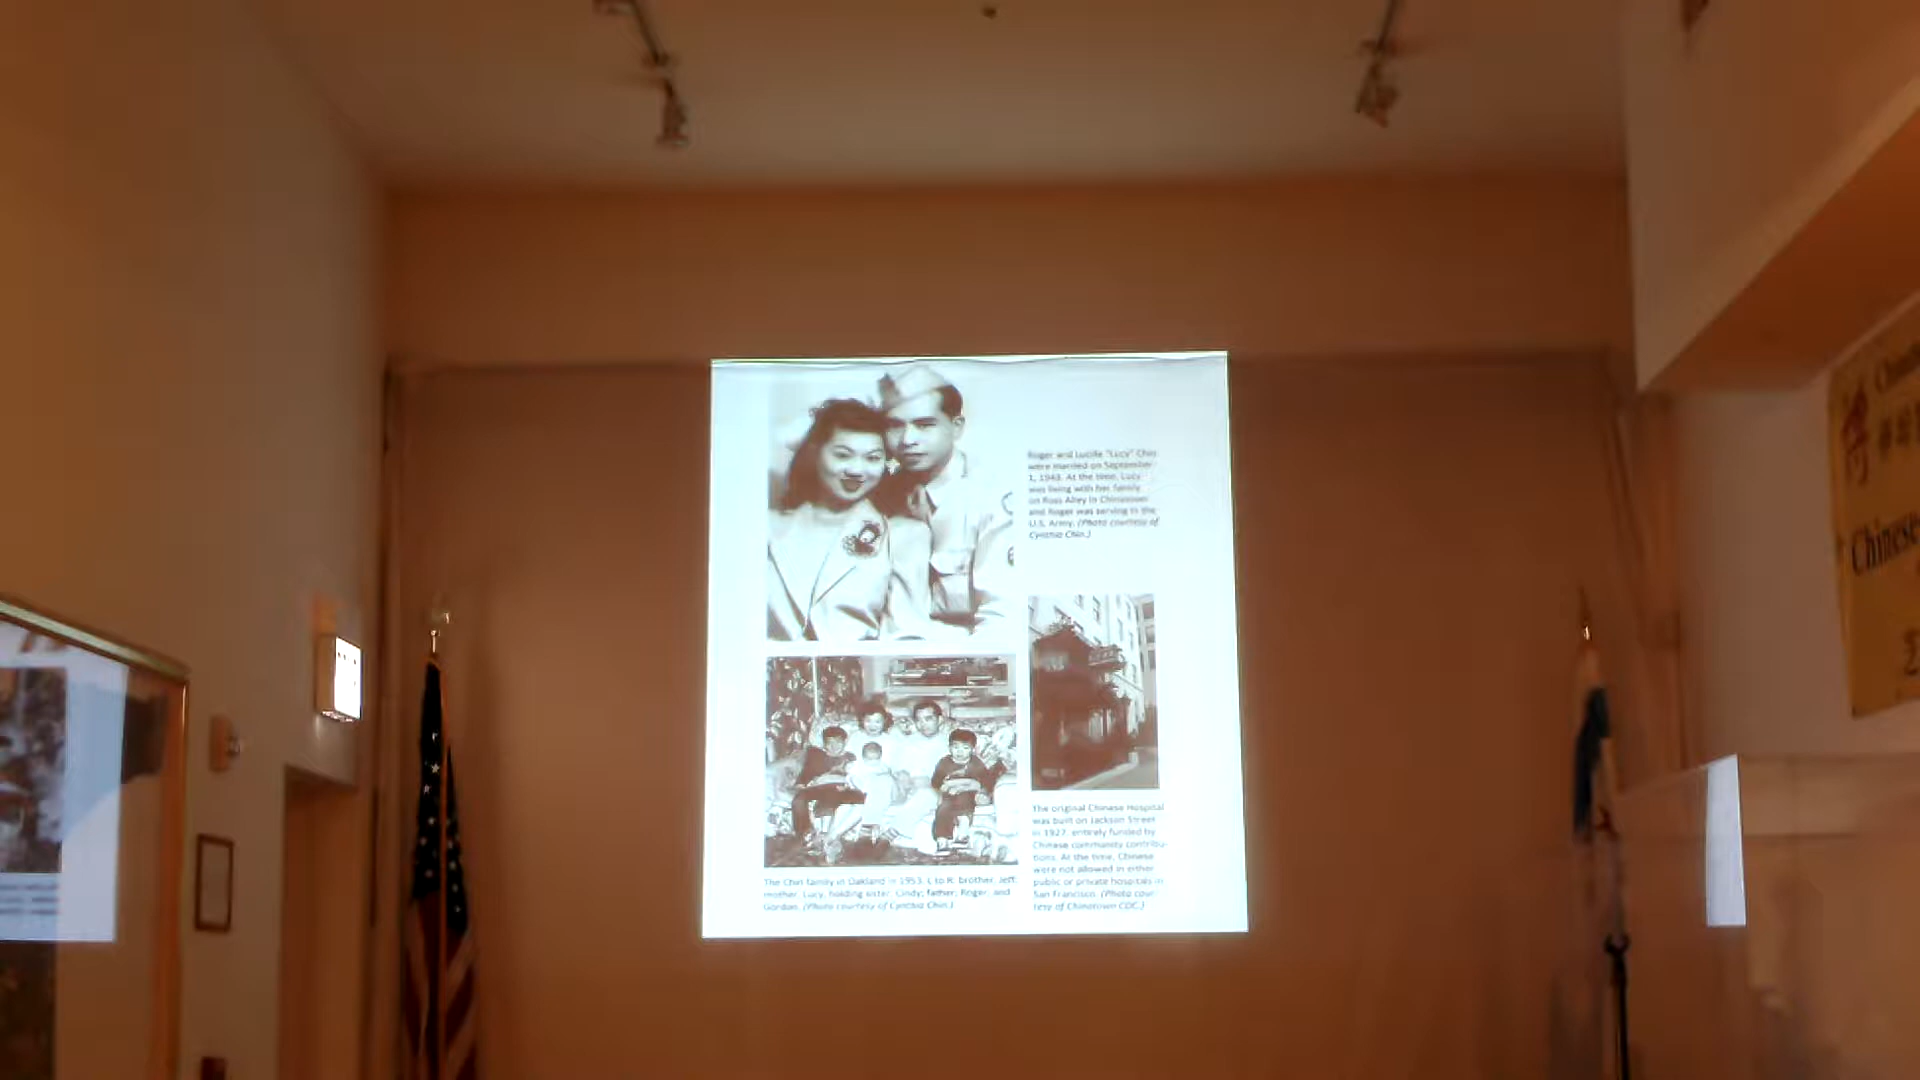 Roger and Lucille "Lucy" Chin
were married on September
1, 1943. At the time, Lucy
was living with her family
on Ross Alley in Chinatown
and Roger was serving in the
U.S. Army. (Photo courtesy of
Cynthia Chin.)
The Chin family in Oakland in 1953. L to R: brother, Jeff;
mother, Lucy, holding sister, Cindy; father, Roger; and
Gordon. (Photo courtesy of Cynthia Chin.)
The original Chinese Hospital
was built on Jackson Street
in 1927, entirely funded by
Chinese community contribu-
tions. At the time, Chinese
were not allowed in either
public or private hospitals in
San Francisco. (Photo cour-
tesy of Chinatown CDC.)
Chinese